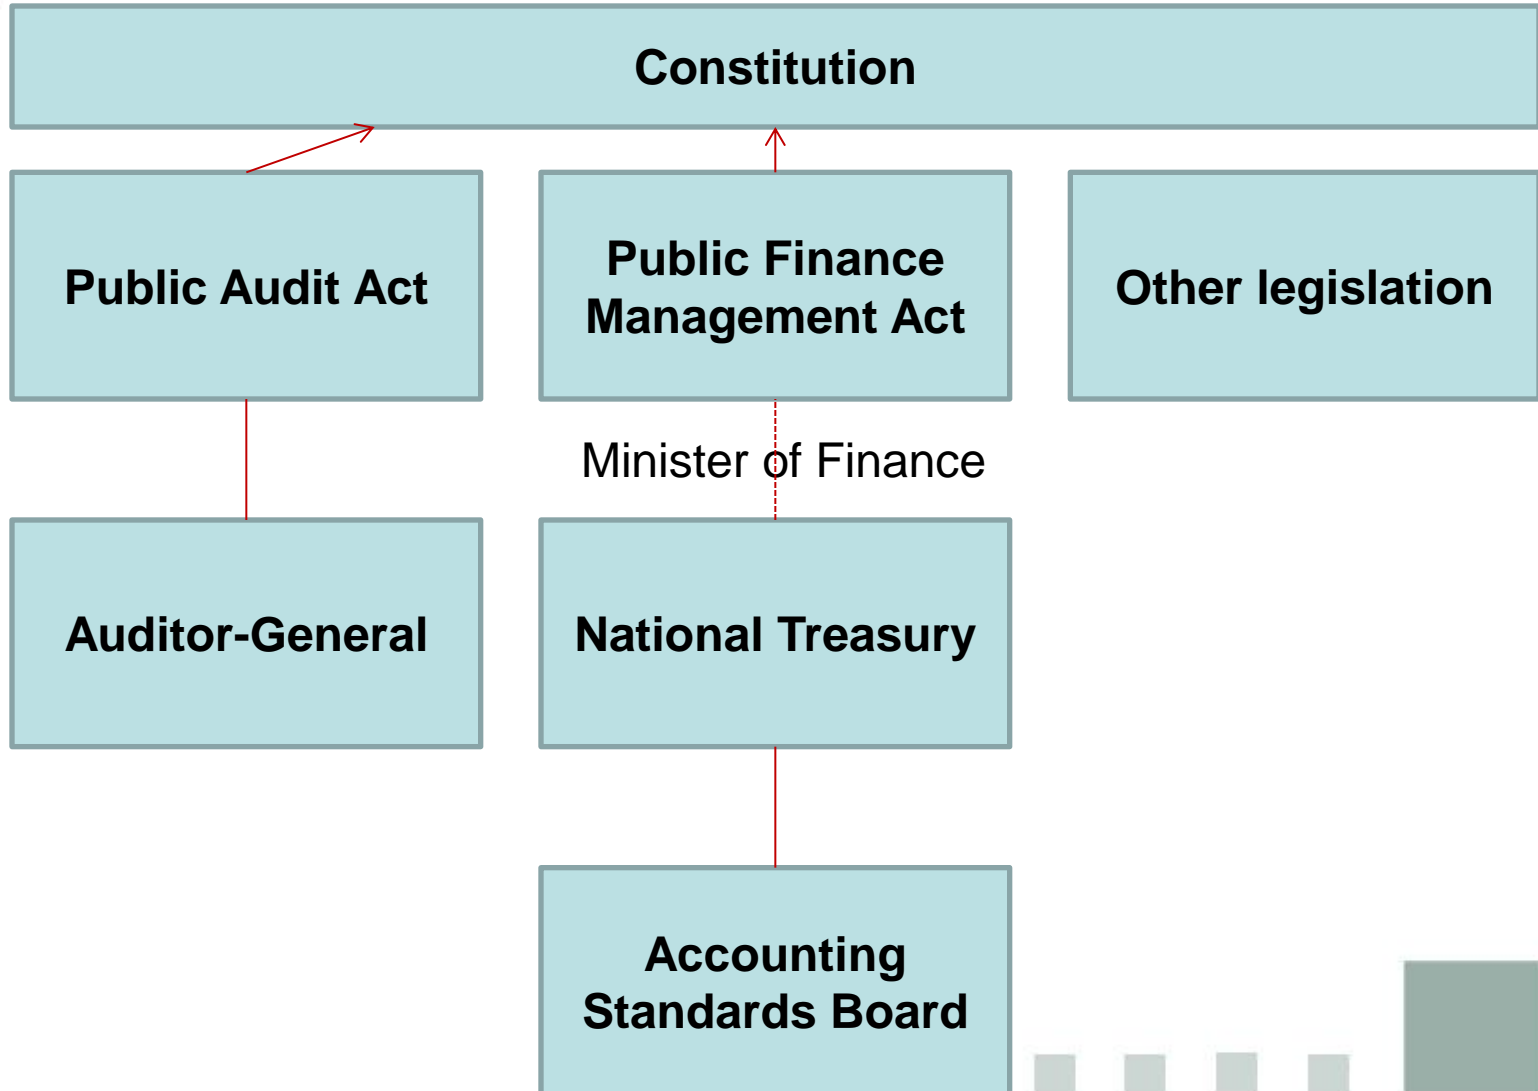 Constitution
Public Audit Act
Public Finance
Management Act
Other legislation
Minister of Finance
Auditor-General
National Treasury
Accounting
Standards Board